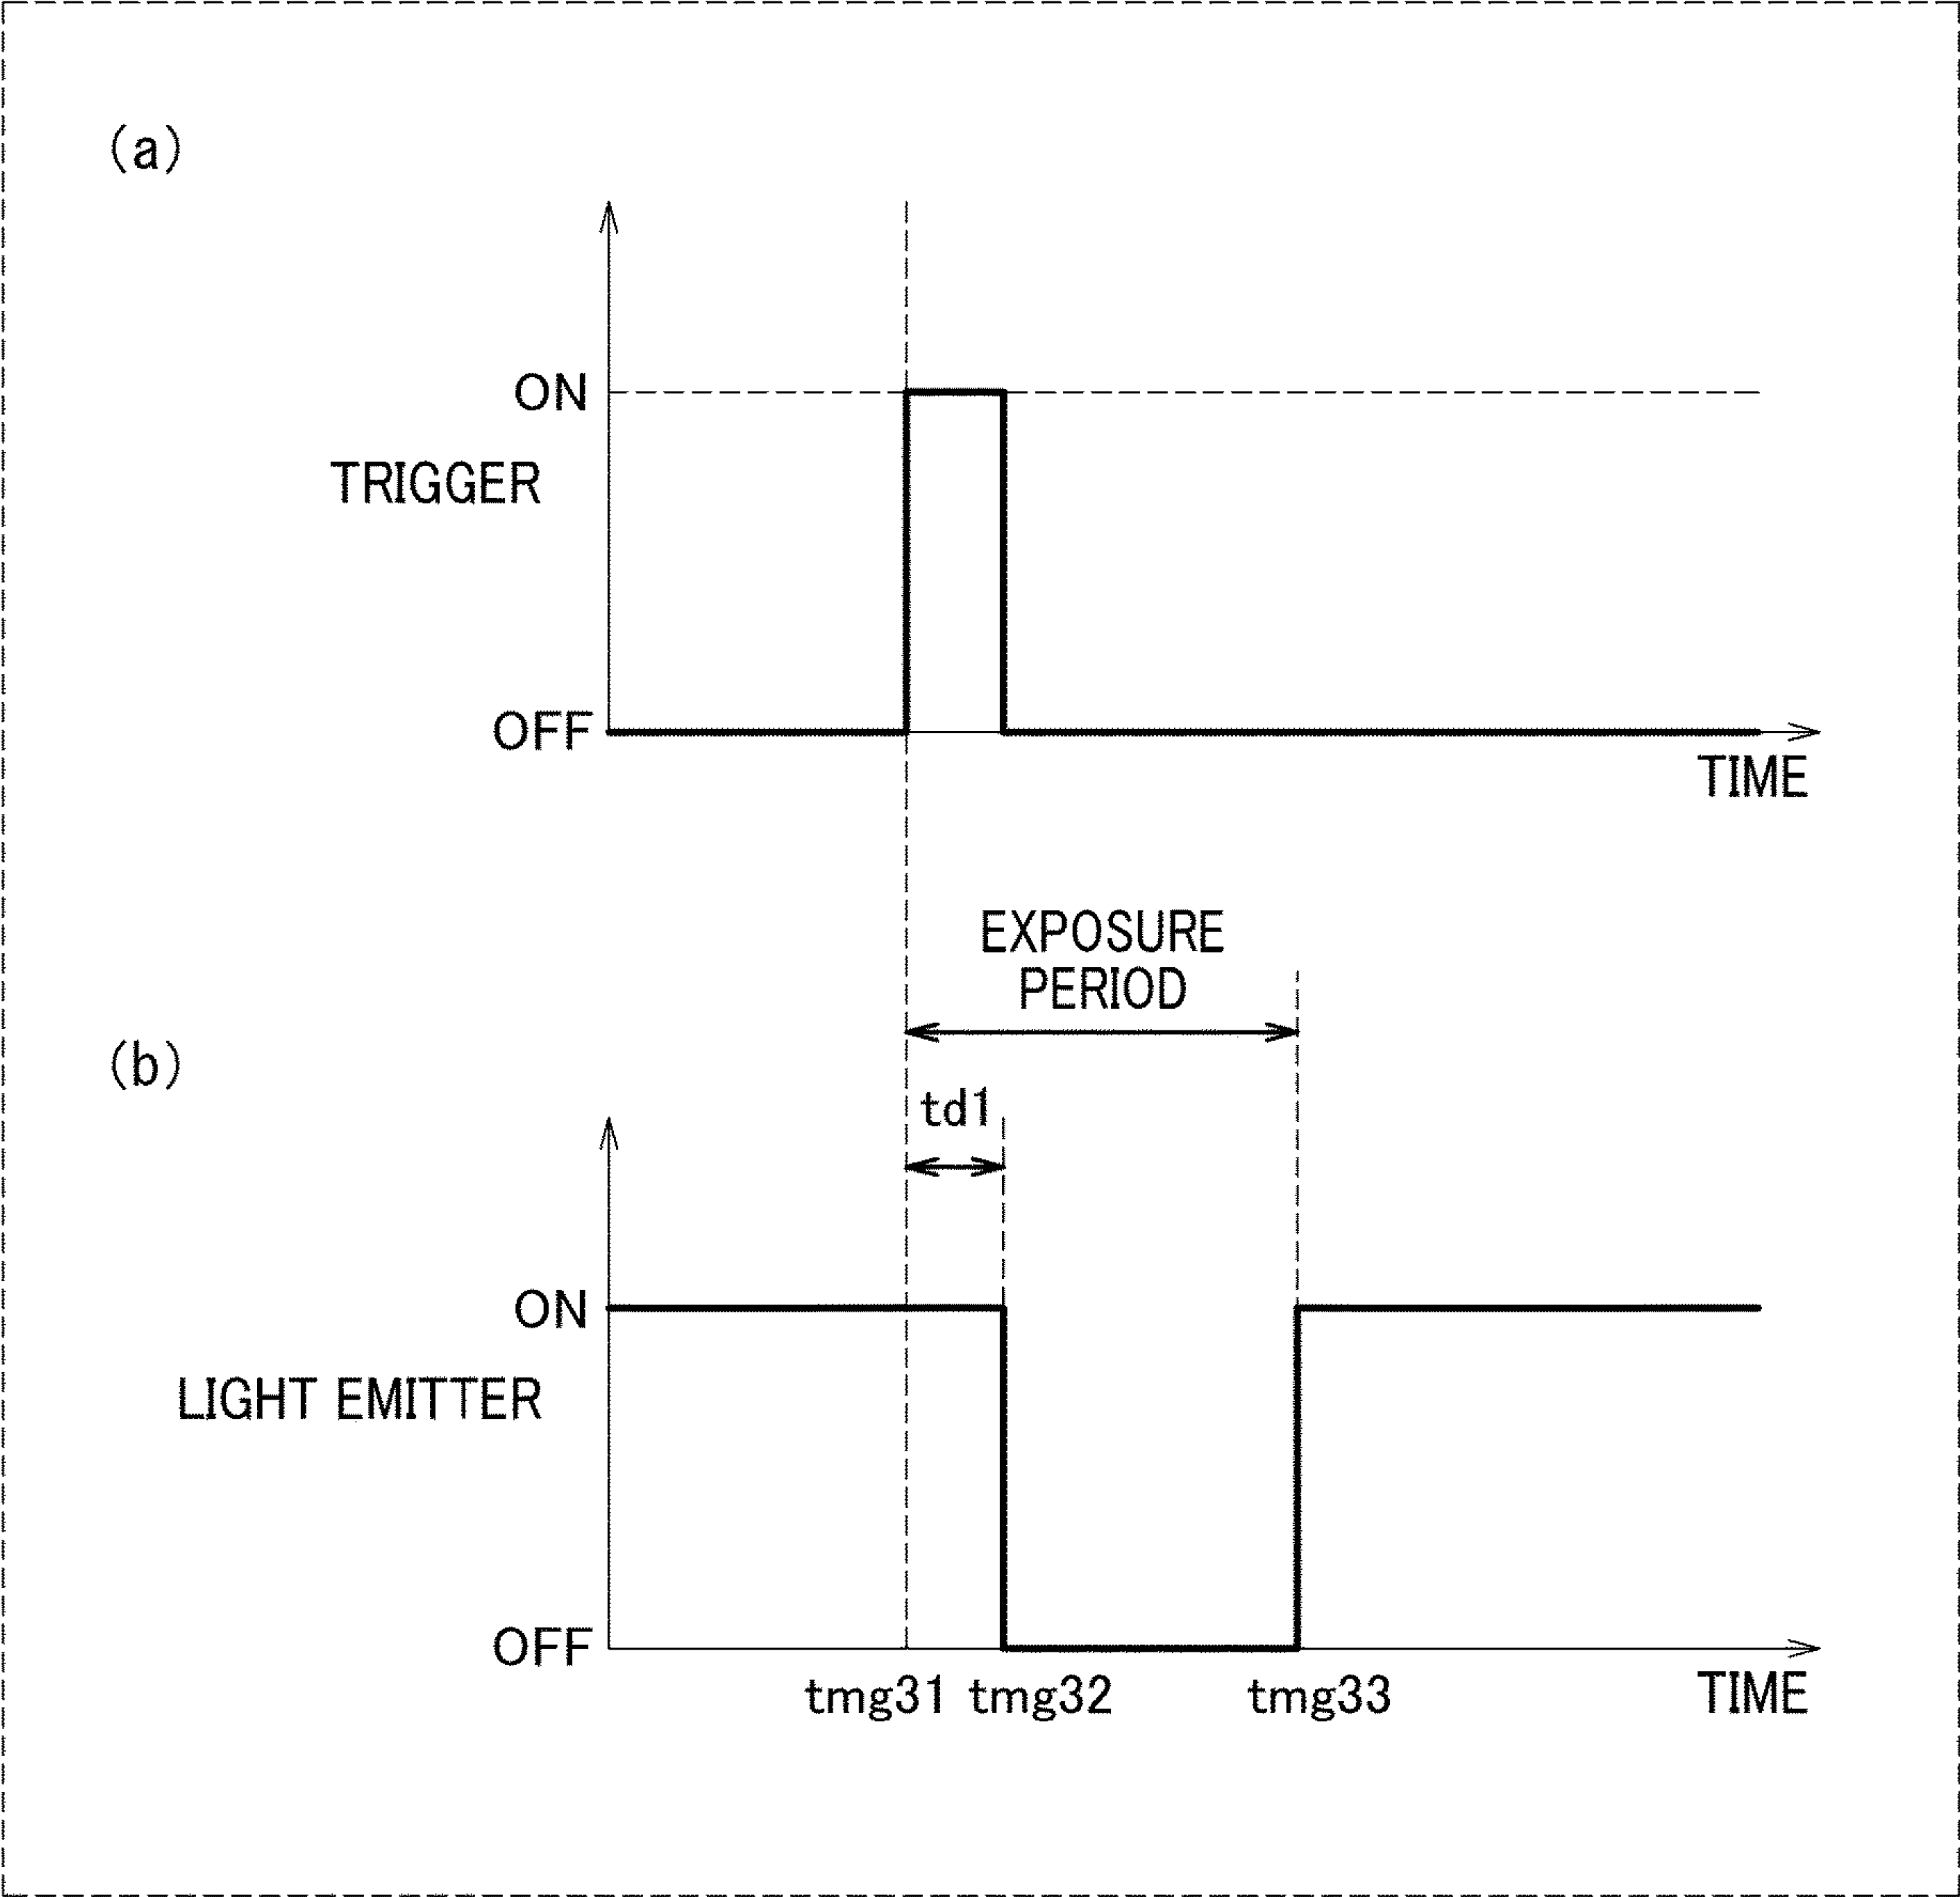 (a)
ON
TRIGGER
OFF
TIME
EXPOSURE
PERIOD
(b)
td1
ON
LIGHT EMITTER
OFF
tmg31 tmg32 tmg33
TIME